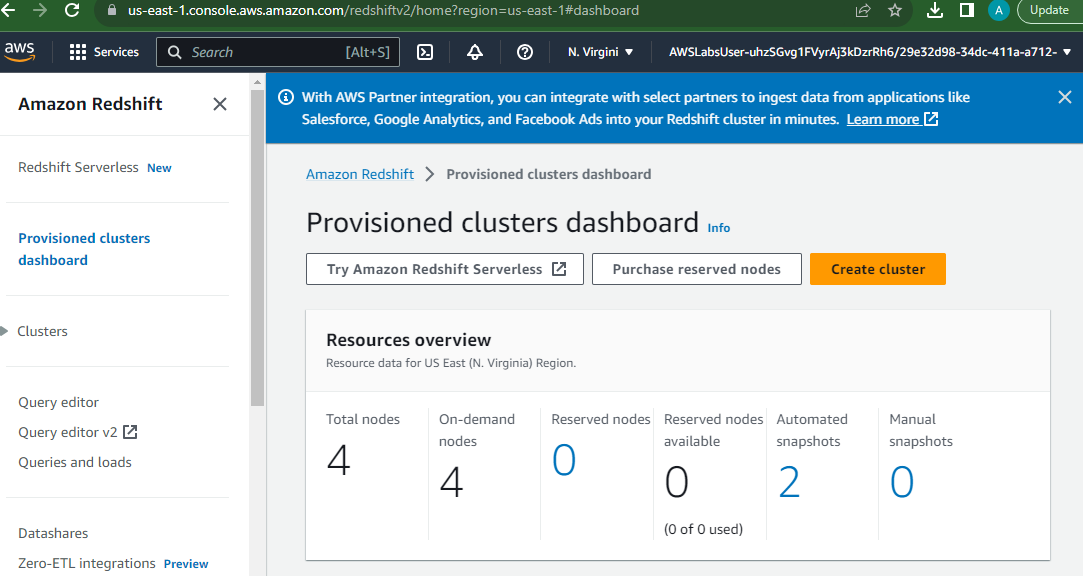 us-east-1.console.aws.amazon.com/redshiftv2/home?region=us-east-1#dashboard
A
Update
aws
Services
Search
[Alt+S]
N. Virgini
AWSLabsUser-uhzSGvg1FVyrAj3kDzrRh6/29e32d98-34dc-411a-a712-
Amazon Redshift
Redshift Serverless New
Provisioned clusters
dashboard
Clusters
Query editor
Query editor v2
Queries and loads
Datashares
Zero-ETL integrations Preview
With AWS Partner integration, you can integrate with select partners to ingest data from applications like
Salesforce, Google Analytics, and Facebook Ads into your Redshift cluster in minutes. Learn more
Amazon Redshift > Provisioned clusters dashboard
Provisioned clusters dashboard Info
Try Amazon Redshift Serverless
Purchase reserved nodes
Create cluster
Resources overview
Resource data for US East (N. Virginia) Region.
Total nodes
4
On-demand
nodes
4
Reserved nodes
0
Reserved nodes
available
0
(0 of 0 used)
Automated
snapshots
2
Manual
snapshots
0